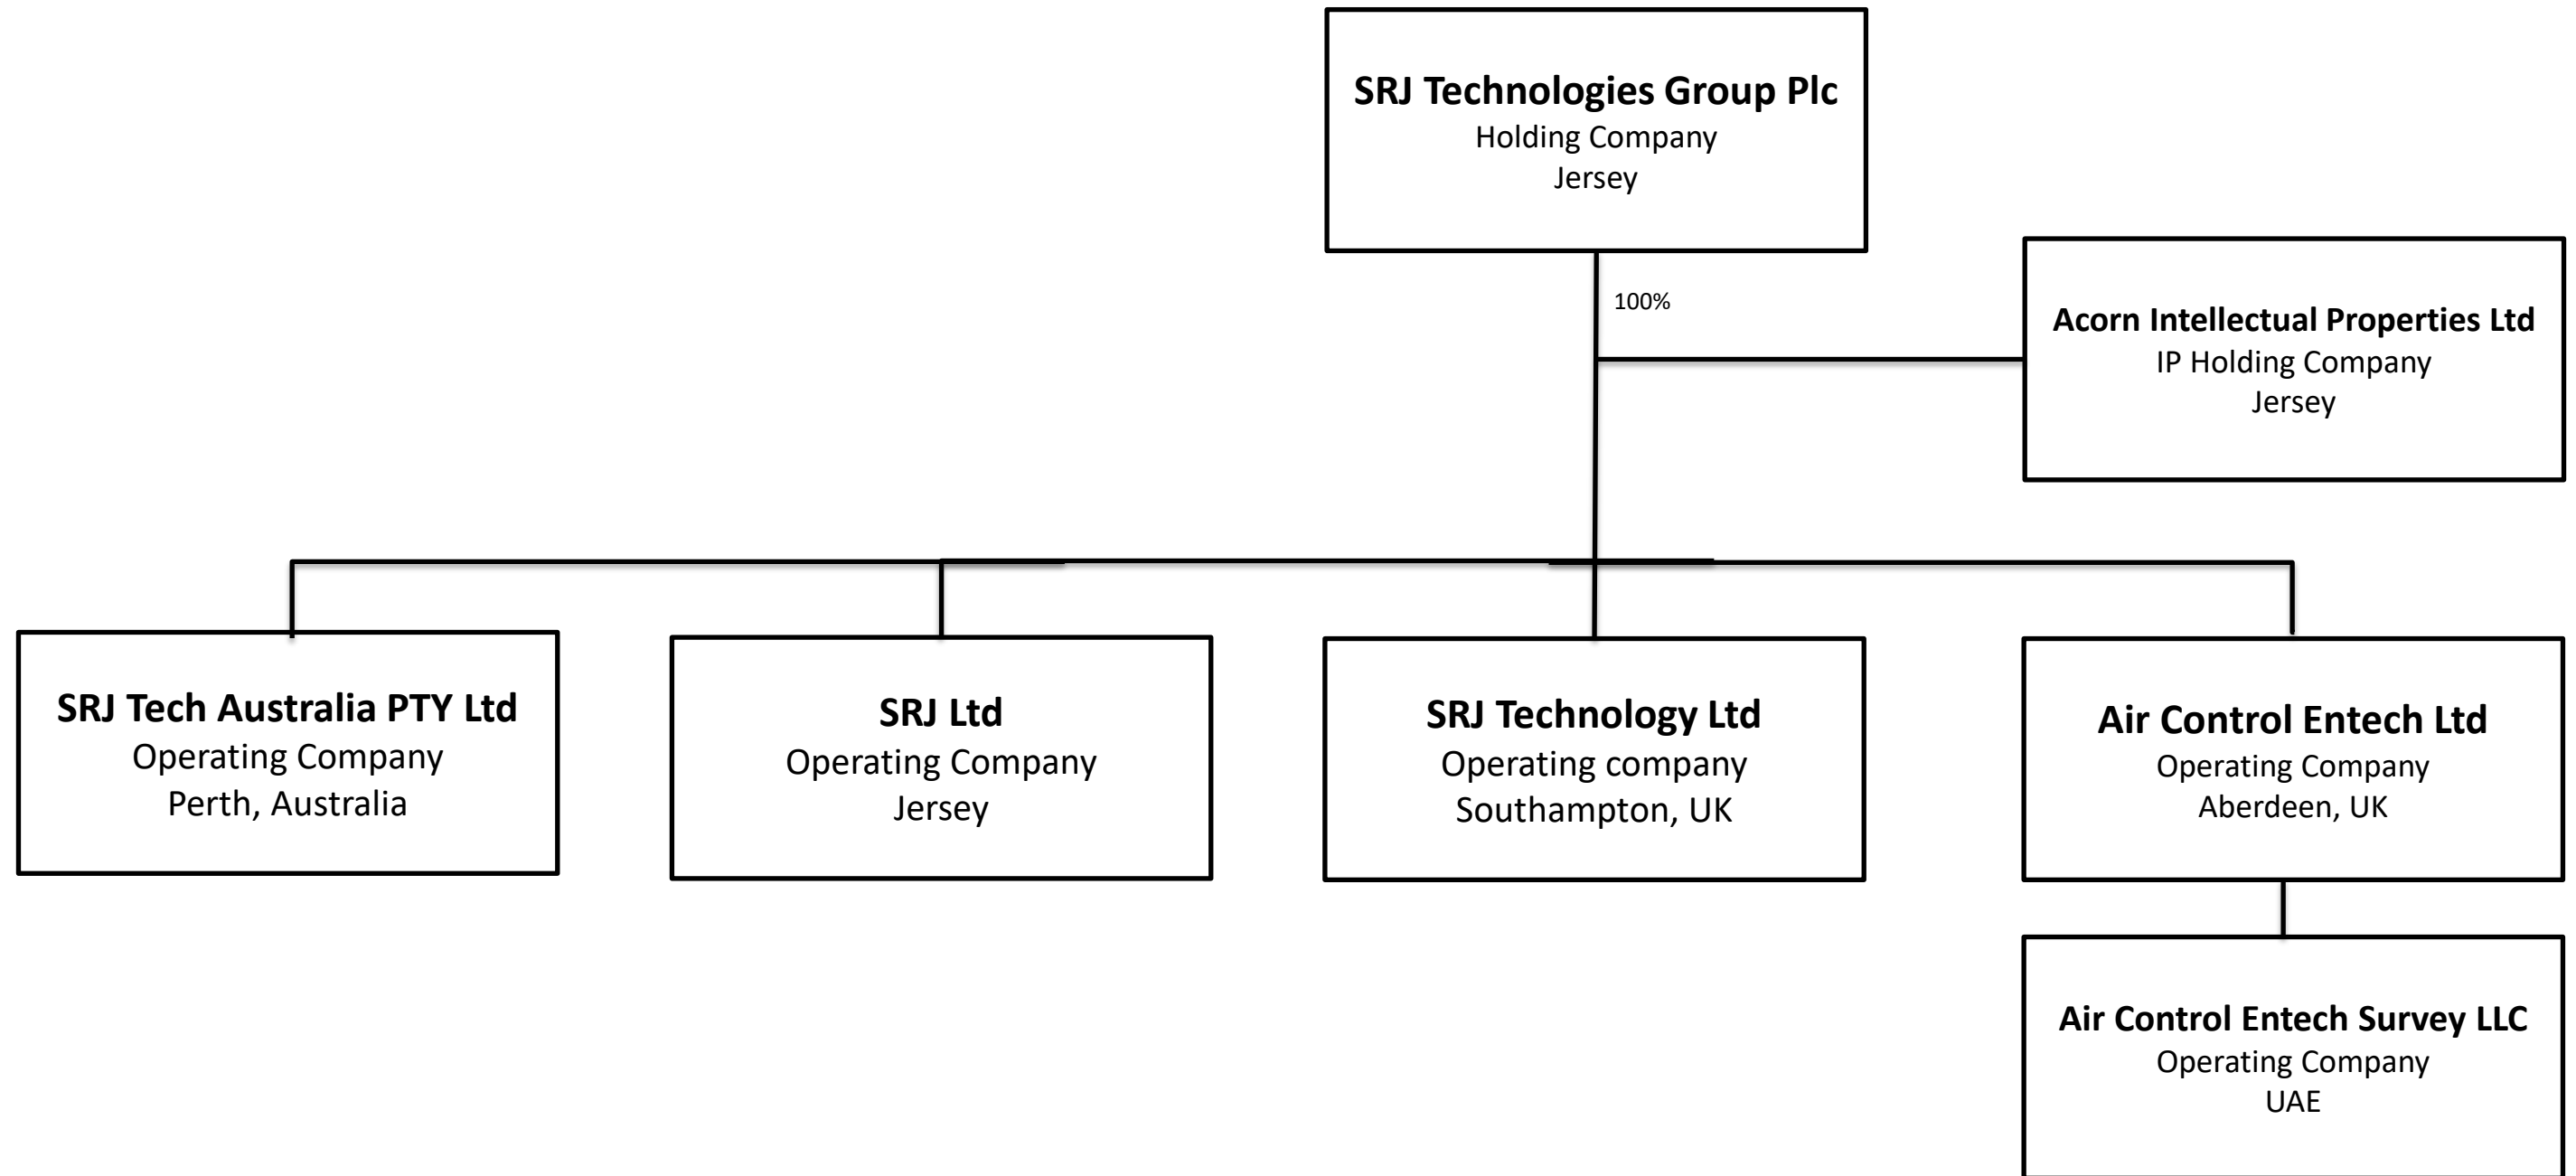 SRJ Technologies Group Plc
Holding Company
Jersey
100%
Acorn Intellectual Properties Ltd
IP Holding Company
Jersey
SRJ Tech Australia PTY Ltd
Operating Company
Perth, Australia
SRJ Ltd
Operating Company
Jersey
SRJ Technology Ltd
Operating company
Southampton, UK
Air Control Entech Ltd
Operating Company
Aberdeen, UK
Air Control Entech Survey LLC
Operating Company
UAE